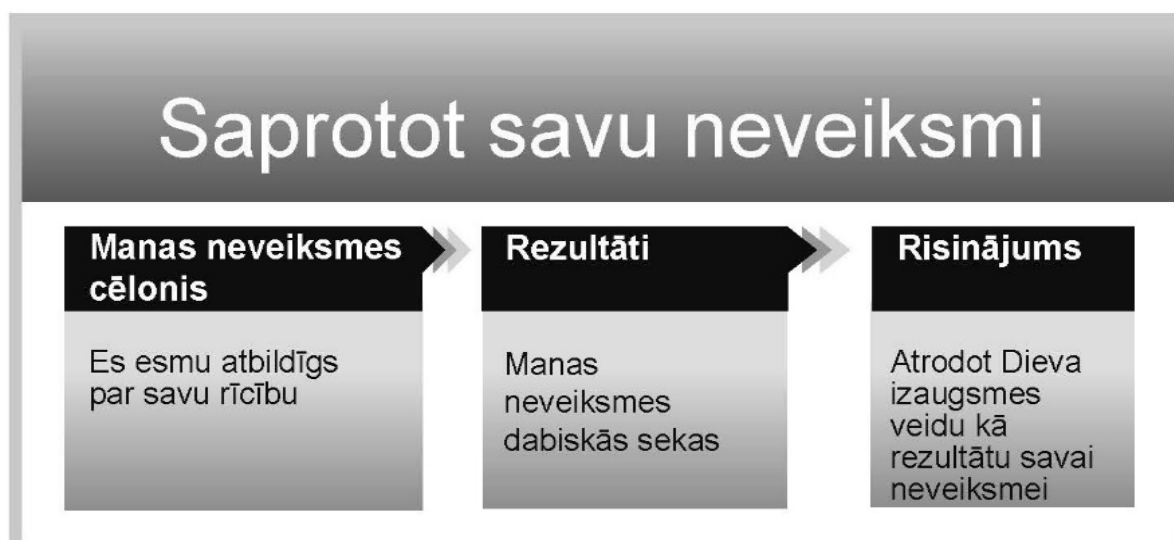 Saprotot savu neveiksmi
Manas neveiksmes
cēlonis
Es esmu atbildīgs
par savu rīcību
Rezultāti
Manas
neveiksmes
dabiskās sekas
Risinājums
Atrodot Dieva
izaugsmes
veidu kā
rezultātu savai
neveiksmei